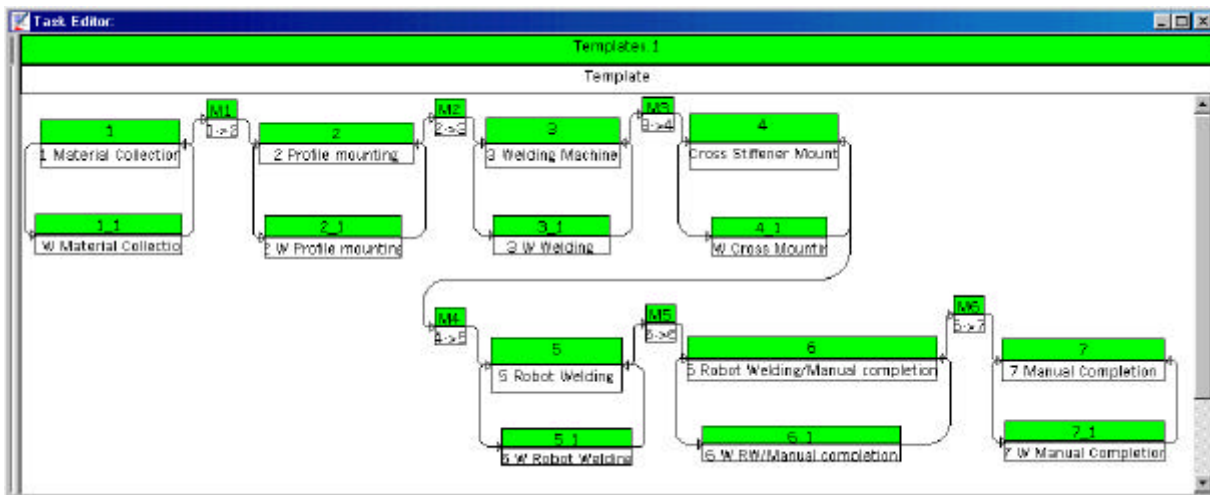 Task Editor:
Templates.1
Template
1
1 Material Collection
1_1
W Material Collectio
M1
1->2
2
2 Profile mounting
2_1
2 W Profile mounting
M2
2->3
3
3 Welding Machine
3_1
3 W Welding
M3
3->4
4
Cross Stiffener Mount
4_1
W Cross Mountin
M4
4->5
5
5 Robot Welding
5_1
5 W Robot Welding
M5
5->6
6
Robot Welding/Manual completion
6_1
6 W RW/Manual completion
M6
7
7 Manual Completion
7_1
7 W Manual Completion